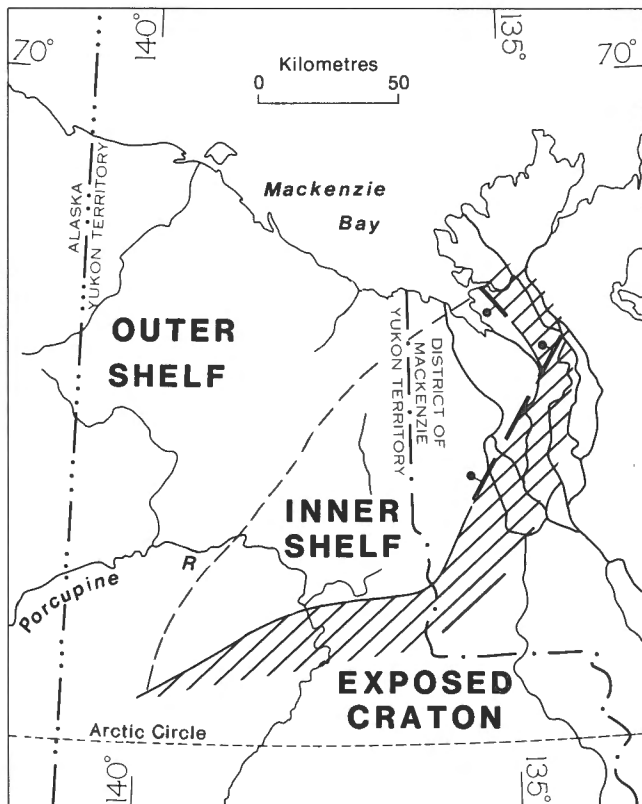 140°
135°
70°
70°
Kilometres
0 50
Mackenzie
Bay
ALASKA
YUKON TERRITORY
OUTER
SHELF
DISTRICT OF
MACKENZIE
YUKON TERRITORY
INNER
SHELF
Porcupine R
EXPOSED
CRATON
Arctic Circle
140°
135°